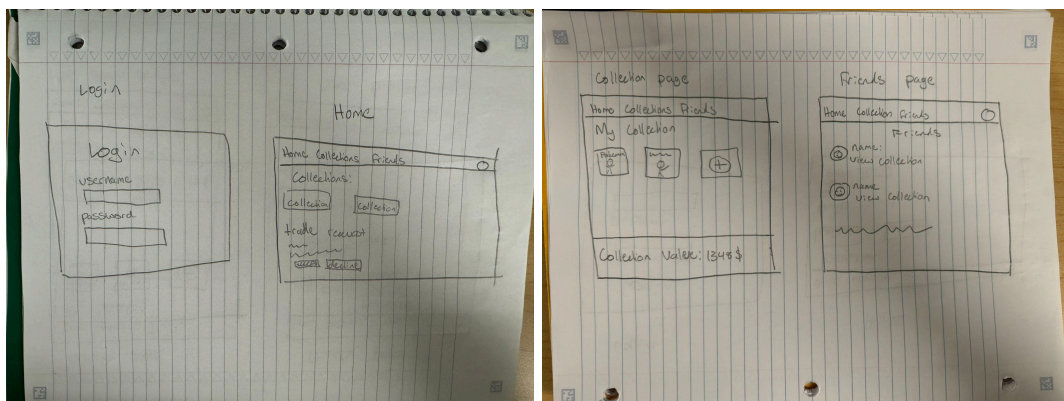 Login
Login
username
password
Home
Home Collections Friends
Collections:
Collection
Collection
trade request
decline
Collection page
Home Collections Friends
My Collection
Pokemon
Collection Value: 1348$
Friends page
Home Collection Friends
Friends
name:
View Collection
name
View Collection